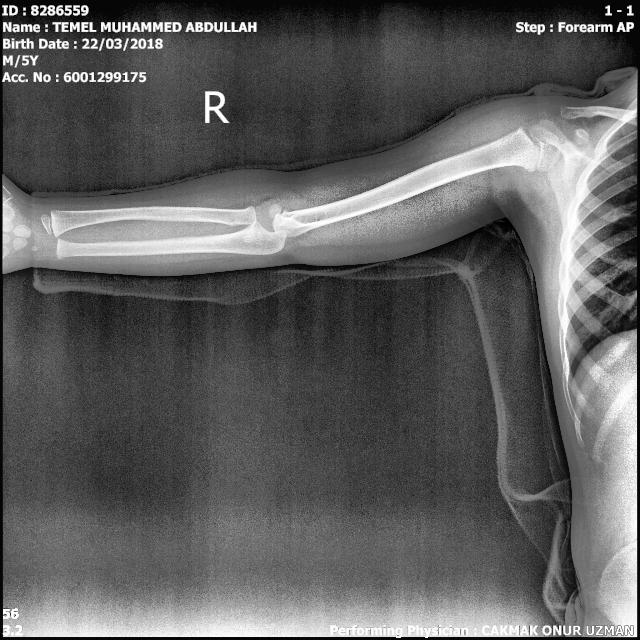 ID : 8286559
1 - 1
Name : TEMEL MUHAMMED ABDULLAH
Step : Forearm AP
Birth Date : 22/03/2018
M/5Y
Acc. No : 6001299175
R
56
3.2
Performing Physician : CAKMAK ONUR UZMAN